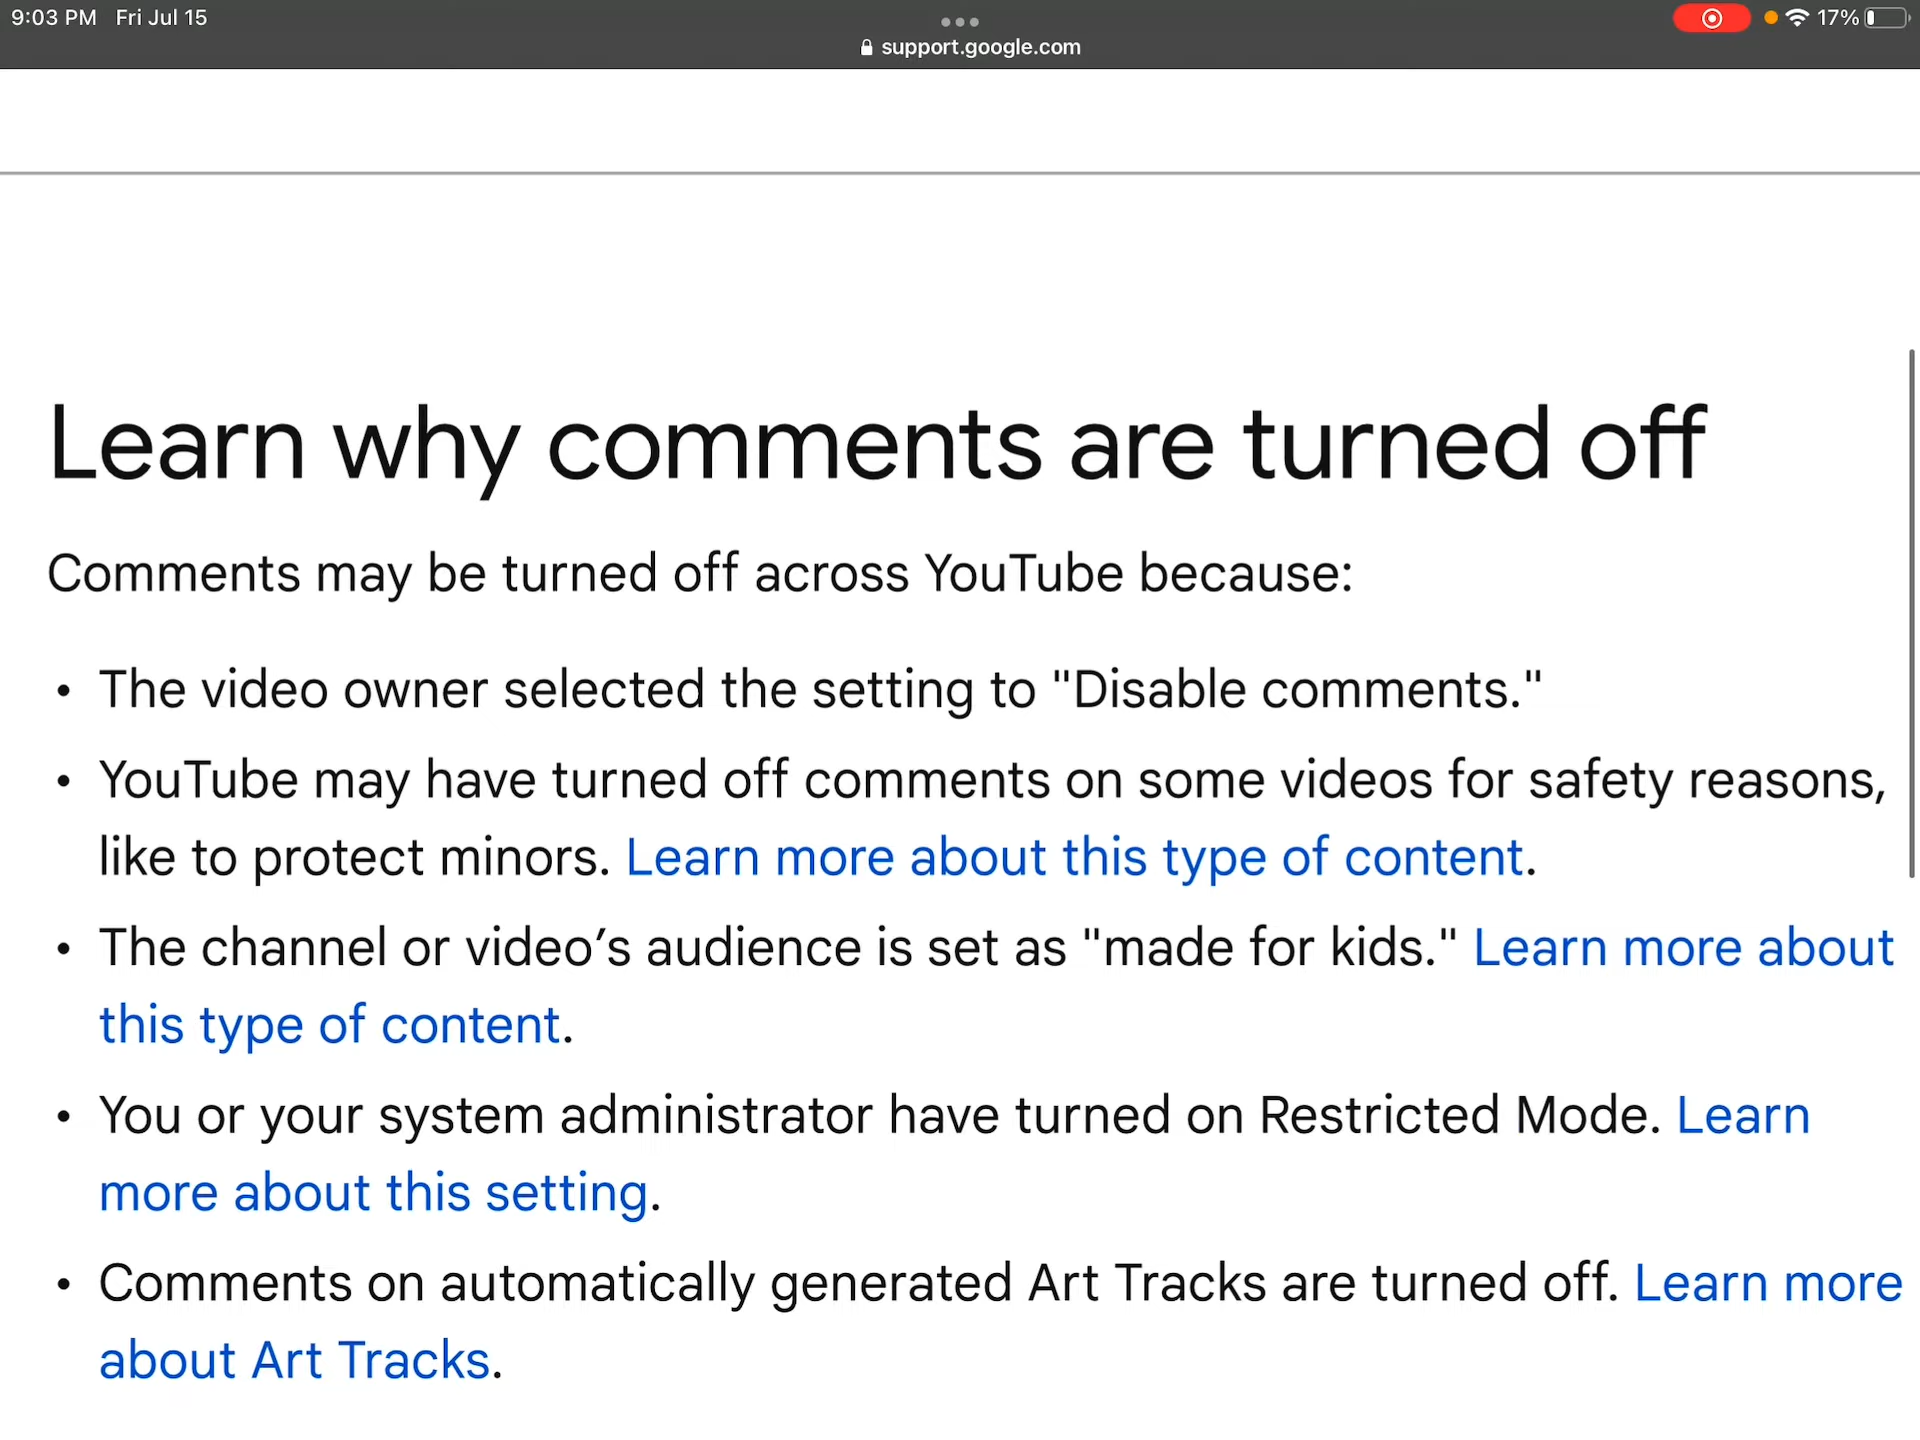 9:03 PM Fri Jul 15
17%
support.google.com
Learn why comments are turned off
Comments may be turned off across YouTube because:
• The video owner selected the setting to "Disable comments."
• YouTube may have turned off comments on some videos for safety reasons,
like to protect minors. Learn more about this type of content.
• The channel or video’s audience is set as "made for kids." Learn more about
this type of content.
• You or your system administrator have turned on Restricted Mode. Learn
more about this setting.
• Comments on automatically generated Art Tracks are turned off. Learn more
about Art Tracks.